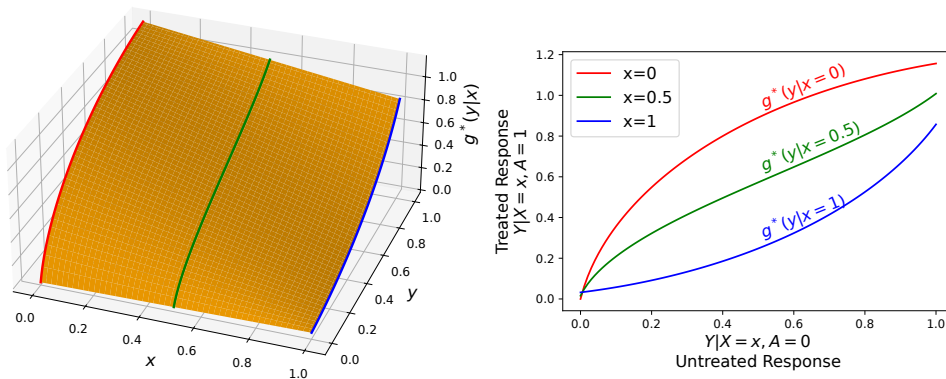 1.0
0.8
0.6
0.4
0.2
0.0
g*(y|x)
1.0
0.8
0.6
0.4
0.2
0.0
y
0.0
0.2
0.4
0.6
0.8
1.0
x
1.2
1.0
0.8
0.6
0.4
0.2
0.0
Treated Response
Y|X = x, A = 1
x=0
x=0.5
x=1
g*(y|x = 0)
g*(y|x = 0.5)
g*(y|x = 1)
0.0
0.2
0.4
0.6
0.8
1.0
Y|X = x, A = 0
Untreated Response